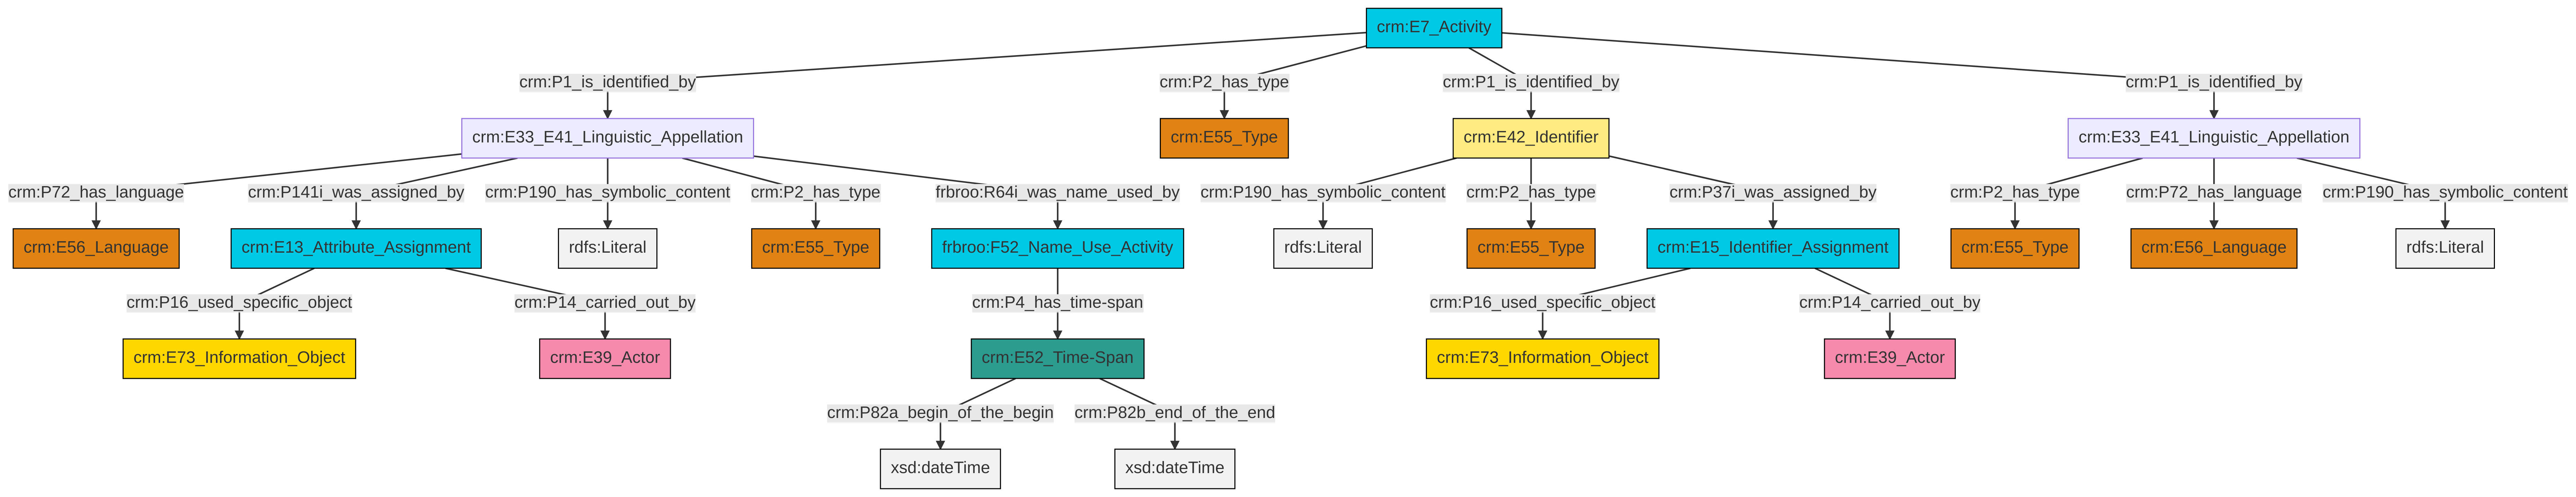 crm:E7_Activity
crm:P1_is_identified_by
crm:P2_has_type
crm:P1_is_identified_by
crm:P1_is_identified_by
crm:E33_E41_Linguistic_Appellation
crm:E55_Type
crm:E42_Identifier
crm:E33_E41_Linguistic_Appellation
crm:P72_has_language
crm:P141i_was_assigned_by
crm:P190_has_symbolic_content
crm:P2_has_type
frbroo:R64i_was_name_used_by
crm:P190_has_symbolic_content
crm:P2_has_type
crm:P37i_was_assigned_by
crm:P2_has_type
crm:P72_has_language
crm:P190_has_symbolic_content
crm:E56_Language
crm:E13_Attribute_Assignment
rdfs:Literal
crm:E55_Type
frbroo:F52_Name_Use_Activity
rdfs:Literal
crm:E55_Type
crm:E15_Identifier_Assignment
crm:E55_Type
crm:E56_Language
rdfs:Literal
crm:P16_used_specific_object
crm:P14_carried_out_by
crm:P4_has_time-span
crm:P16_used_specific_object
crm:P14_carried_out_by
crm:E73_Information_Object
crm:E39_Actor
crm:E52_Time-Span
crm:E73_Information_Object
crm:E39_Actor
crm:P82a_begin_of_the_begin
crm:P82b_end_of_the_end
xsd:dateTime
xsd:dateTime